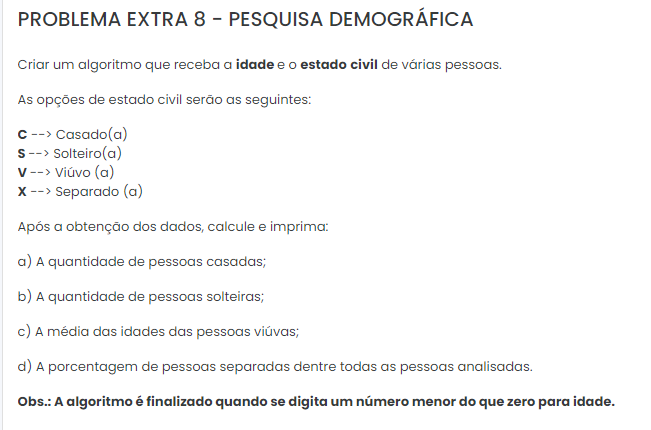 PROBLEMA EXTRA 8 - PESQUISA DEMOGRÁFICA
Criar um algoritmo que receba a idade e o estado civil de várias pessoas.
As opções de estado civil serão as seguintes:
C --> Casado(a)
S --> Solteiro(a)
V --> Viúvo (a)
X --> Separado (a)
Após a obtenção dos dados, calcule e imprima:
a) A quantidade de pessoas casadas;
b) A quantidade de pessoas solteiras;
c) A média das idades das pessoas viúvas;
d) A porcentagem de pessoas separadas dentre todas as pessoas analisadas.
Obs.: A algoritmo é finalizado quando se digita um número menor do que zero para idade.